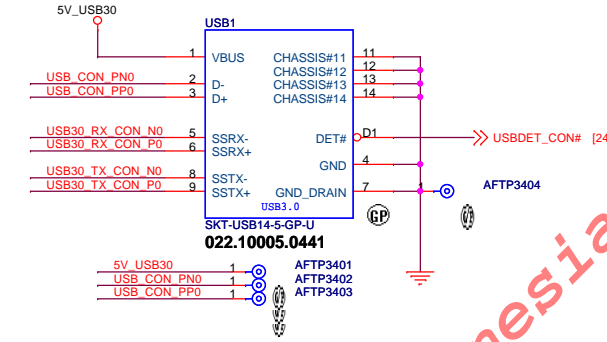 5V_USB30
USB1
1 VBUS CHASSIS#11 11
CHASSIS#12 12
USB_CON_PN0 2 D- CHASSIS#13 13
USB_CON_PP0 3 D+ CHASSIS#14 14
USB30_RX_CON_N0 5 SSRX- DET# D1 USBDET_CON# [24
USB30_RX_CON_P0 6 SSRX+
GND 4
USB30_TX_CON_N0 8 SSTX-
USB30_TX_CON_P0 9 SSTX+ GND_DRAIN 7 1 AFTP3404
USB3.0
GP
SKT-USB14-5-GP-U
022.10005.0441
5V_USB30 1 AFTP3401
USB_CON_PN0 1 AFTP3402
USB_CON_PP0 1 AFTP3403
nesia